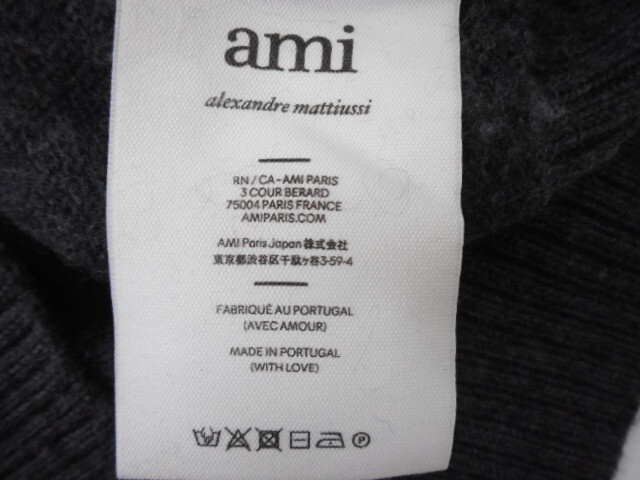 ami
alexandre mattiussi
RN / CA-AMI PARIS
3 COUR BERARD
75004 PARIS FRANCE
AMIPARIS.COM
AMI Paris Japan 株式会社
東京都渋谷区千駄ヶ谷3-59-4
FABRIQUÉ AU PORTUGAL
(AVEC AMOUR)
MADE IN PORTUGAL
(WITH LOVE)
P